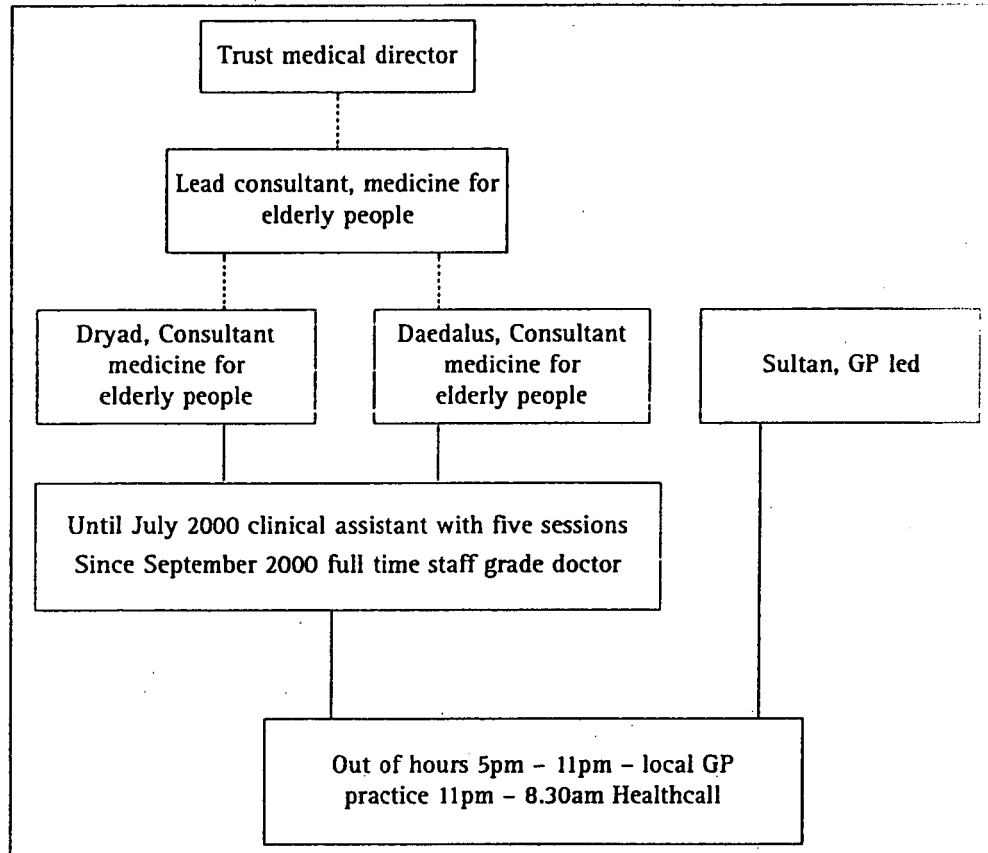 Trust medical director
Lead consultant, medicine for
elderly people
Dryad, Consultant
medicine for
elderly people
Daedalus, Consultant
medicine for
elderly people
Sultan, GP led
Until July 2000 clinical assistant with five sessions
Since September 2000 full time staff grade doctor
Out of hours 5pm – 11pm – local GP
practice 11pm – 8.30am Healthcall